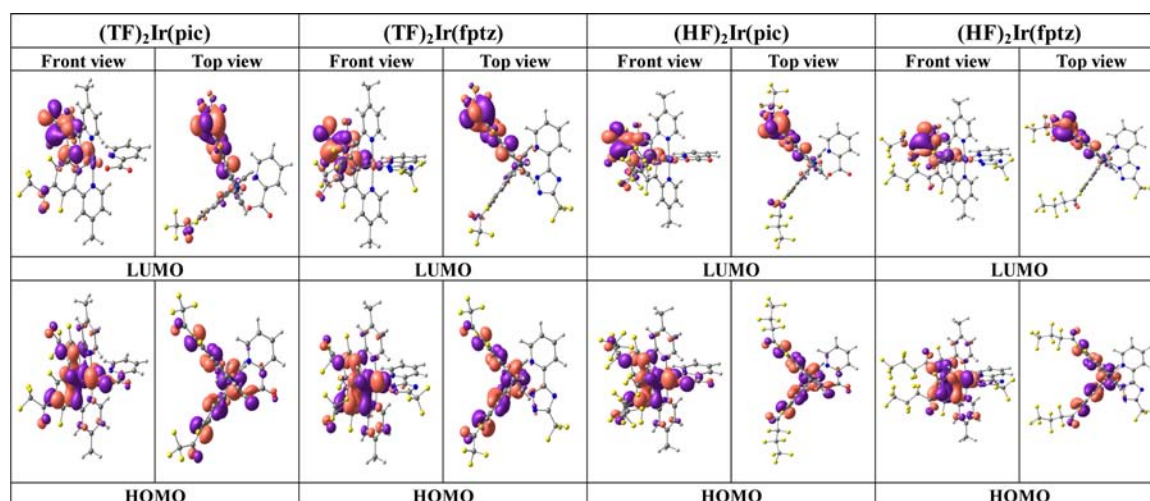 (TF)₂Ir(pic) (TF)₂Ir(fptz) (HF)₂Ir(pic) (HF)₂Ir(fptz)
Front view Top view Front view Top view Front view Top view Front view Top view
LUMO LUMO LUMO LUMO
HOMO HOMO HOMO HOMO